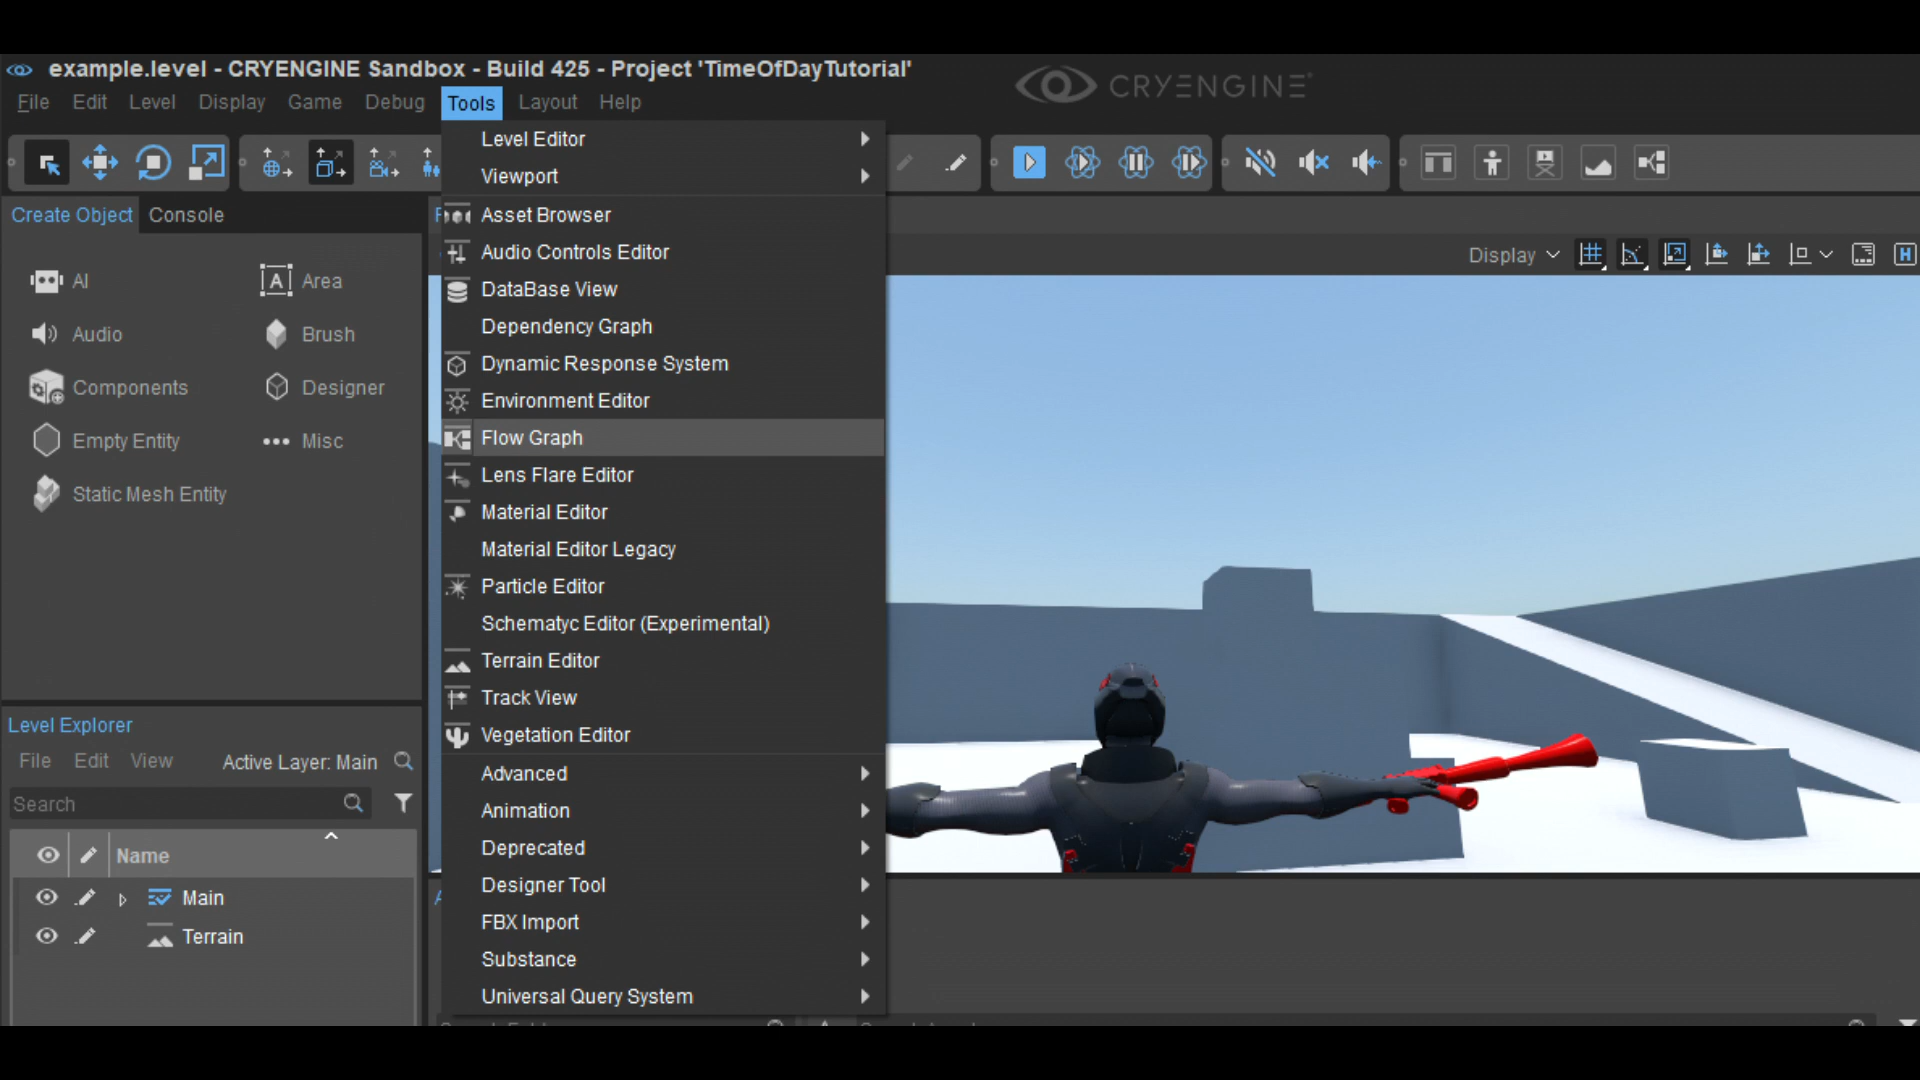 example.level - CRYENGINE Sandbox - Build 425 - Project 'TimeOfDayTutorial'
CRYENGINE
File Edit Level Display Game Debug Tools Layout Help
Level Editor
Viewport
Asset Browser
Audio Controls Editor
DataBase View
Dependency Graph
Dynamic Response System
Environment Editor
Flow Graph
Lens Flare Editor
Material Editor
Material Editor Legacy
Particle Editor
Schematyc Editor (Experimental)
Terrain Editor
Track View
Vegetation Editor
Advanced
Animation
Deprecated
Designer Tool
FBX Import
Substance
Universal Query System
Create Object Console
AI Area
Audio Brush
Components Designer
Empty Entity Misc
Static Mesh Entity
Display
Level Explorer
File Edit View Active Layer: Main
Search
Name
Main
Terrain